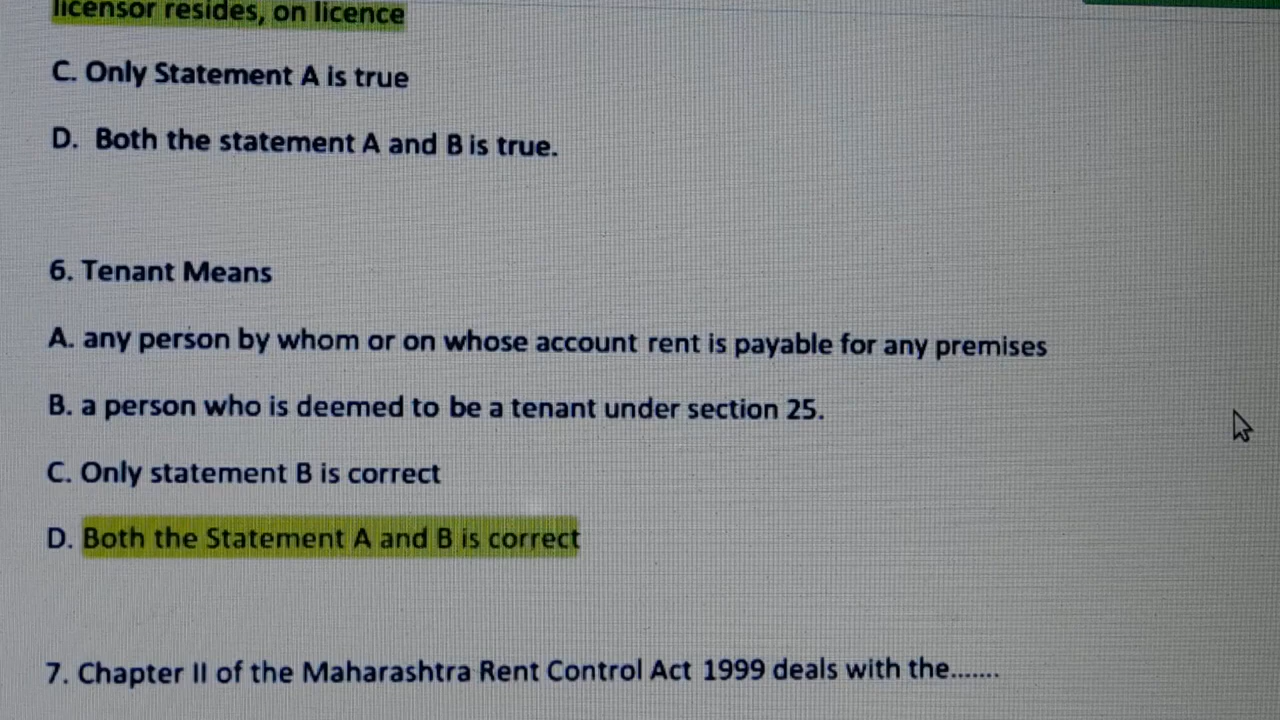 licensor resides, on licence
C. Only Statement A is true
D. Both the statement A and B is true.
6. Tenant Means
A. any person by whom or on whose account rent is payable for any premises
B. a person who is deemed to be a tenant under section 25.
C. Only statement B is correct
D. Both the Statement A and B is correct
7. Chapter II of the Maharashtra Rent Control Act 1999 deals with the.......